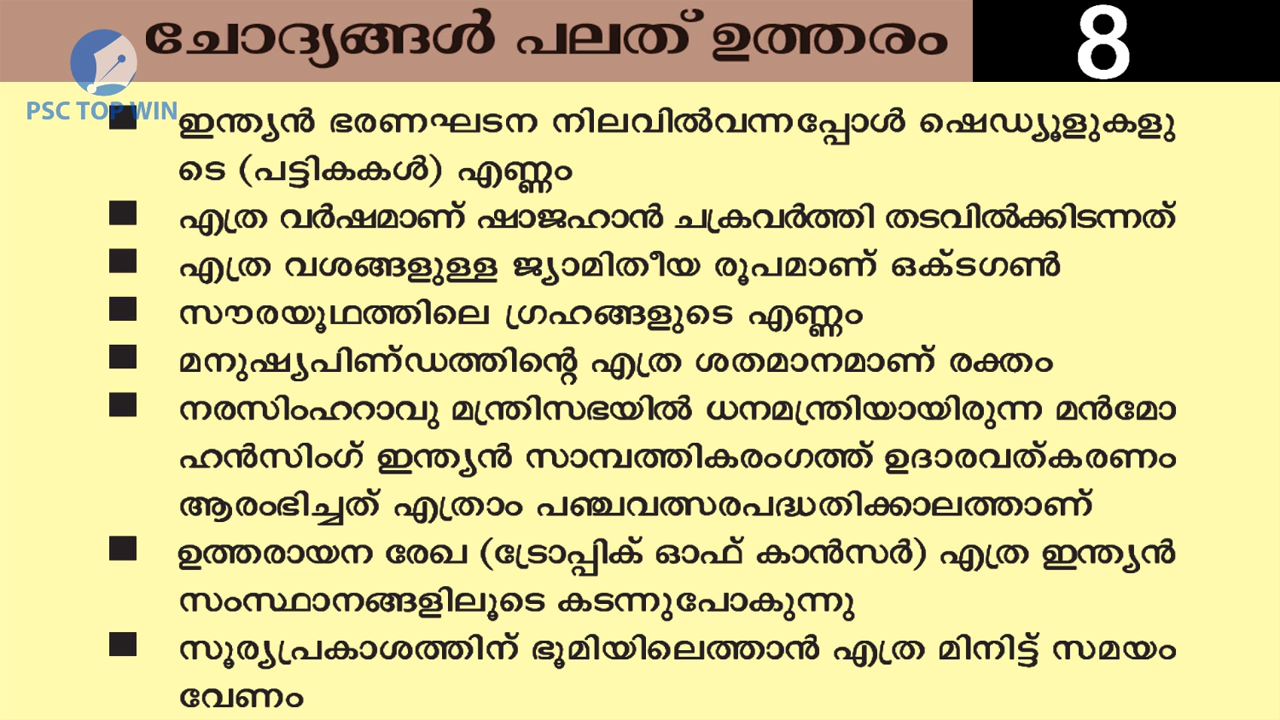 ചോദ്യങ്ങൾ പലത് ഉത്തരം 8
PSC TOP WIN
■ ഇന്ത്യൻ ഭരണഘടന നിലവിൽവന്നപ്പോൾ ഷെഡ്യൂളുകളു
ടെ (പട്ടികകൾ) എണ്ണം
■ എത്ര വർഷമാണ് ഷാജഹാൻ ചക്രവർത്തി തടവിൽക്കിടന്നത്
■ എത്ര വശങ്ങളുള്ള ജ്യാമിതീയ രൂപമാണ് ഒക്ടഗൺ
■ സൗരയൂഥത്തിലെ ഗ്രഹങ്ങളുടെ എണ്ണം
■ മനുഷ്യപിണ്ഡത്തിന്റെ എത്ര ശതമാനമാണ് രക്തം
■ നരസിംഹറാവു മന്ത്രിസഭയിൽ ധനമന്ത്രിയായിരുന്ന മൻമോ
ഹൻസിംഗ് ഇന്ത്യൻ സാമ്പത്തികരംഗത്ത് ഉദാരവത്കരണം
ആരംഭിച്ചത് എത്രാം പഞ്ചവത്സരപദ്ധതിക്കാലത്താണ്
■ ഉത്തരായന രേഖ (ട്രോപ്പിക് ഓഫ് കാൻസർ) എത്ര ഇന്ത്യൻ
സംസ്ഥാനങ്ങളിലൂടെ കടന്നുപോകുന്നു
■ സൂര്യപ്രകാശത്തിന് ഭൂമിയിലെത്താൻ എത്ര മിനിട്ട് സമയം
വേണം